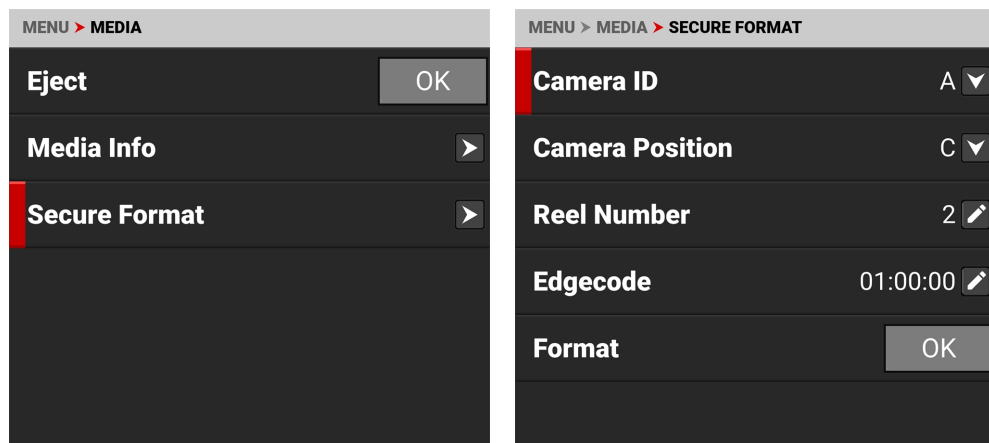 MENU > MEDIA
Eject OK
Media Info
Secure Format
MENU > MEDIA > SECURE FORMAT
Camera ID A
Camera Position C
Reel Number 2
Edgecode 01:00:00
Format OK